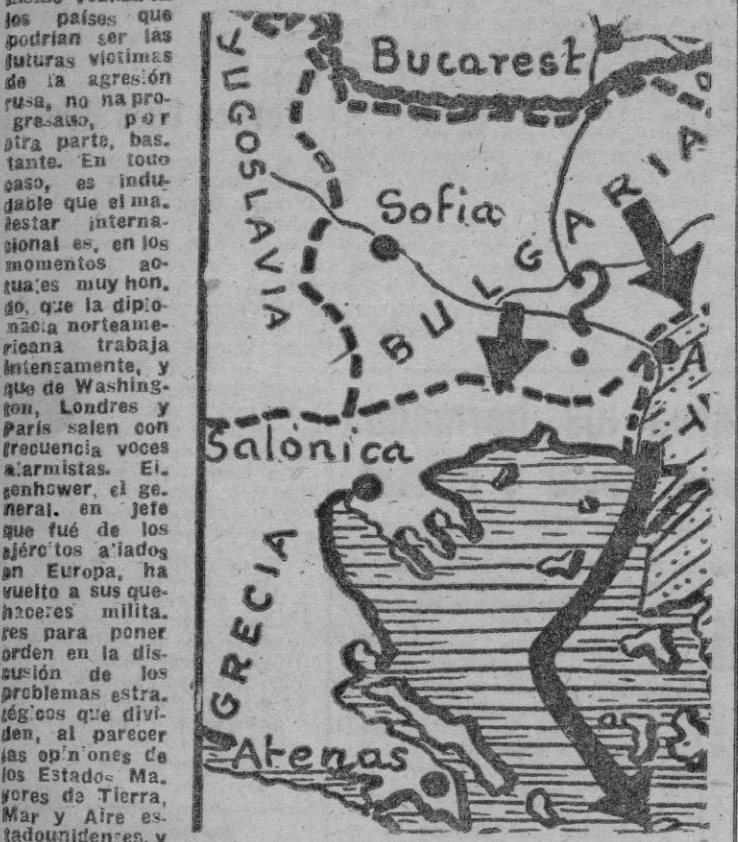 los países que
podrían ser las
futuras víctimas
de la agresión
rusa, no ha pro-
gresado, por
otra parte, bas.
tante. En todo
caso, es indu-
dable que el ma.
lestar interna-
cional es, en los
momentos ac-
tuales muy hon.
do, que la diplo-
macia norteame-
ricana trabaja
intensamente, y
que de Washing-
ton, Londres y
París salen con
frecuencia voces
alarmistas. Ei.
senhower, el ge.
neral. en jefe
que fué de los
ejércitos aliados
en Europa, ha
vuelto a sus que-
haceres milita.
res para poner
orden en la dis-
cusión de los
problemas estra.
tégicos que divi-
den, al parecer
las opiniones de
los Estados Ma.
yores de Tierra,
Mar y Aire es-
tadounidenses, y
YUGOSLAVIA
Bucarest
Sofia
BULGARIA
?
Salónica
GRECIA
Atenas
A
T